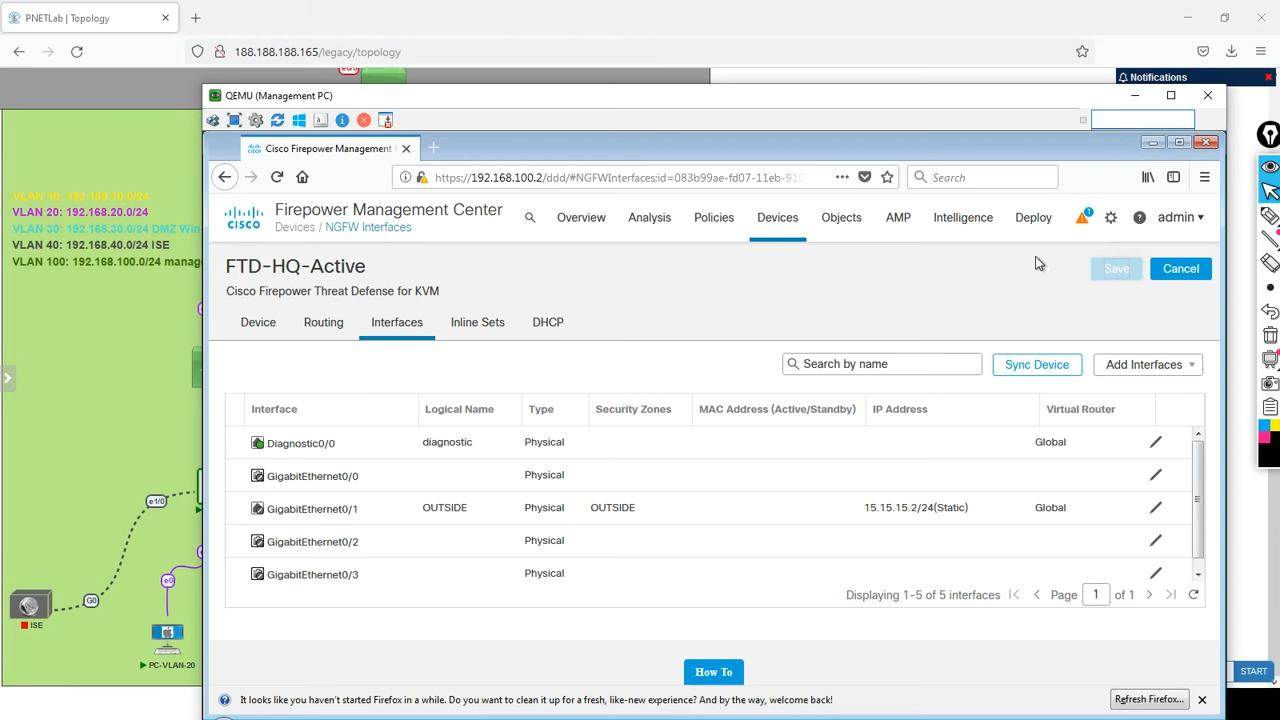 PNETLab | Topology
188.188.188.165/legacy/topology
Notifications
QEMU (Management PC)
Cisco Firepower Management C
https://192.168.100.2/ddd/#NGFWInterfaces;id=083b99ae-fd07-11eb-910
Search
VLAN 10: 192.168.10.0/24
VLAN 20: 192.168.20.0/24
VLAN 30: 192.168.30.0/24 DMZ Win
VLAN 40: 192.168.40.0/24 ISE
VLAN 100: 192.168.100.0/24 manag
cisco
Firepower Management Center
Devices / NGFW Interfaces
Overview
Analysis
Policies
Devices
Objects
AMP
Intelligence
Deploy
1
admin
FTD-HQ-Active
Save
Cancel
Cisco Firepower Threat Defense for KVM
Device
Routing
Interfaces
Inline Sets
DHCP
Search by name
Sync Device
Add Interfaces
Interface Logical Name Type Security Zones MAC Address (Active/Standby) IP Address Virtual Router
Diagnostic0/0 diagnostic Physical Global
GigabitEthernet0/0 Physical
GigabitEthernet0/1 OUTSIDE Physical OUTSIDE 15.15.15.2/24(Static) Global
GigabitEthernet0/2 Physical
GigabitEthernet0/3 Physical
Displaying 1-5 of 5 interfaces
Page 1 of 1
How To
It looks like you haven't started Firefox in a while. Do you want to clean it up for a fresh, like-new experience? And by the way, welcome back!
Refresh Firefox...
e1/0
G0
e0
ISE
PC-VLAN-20
START